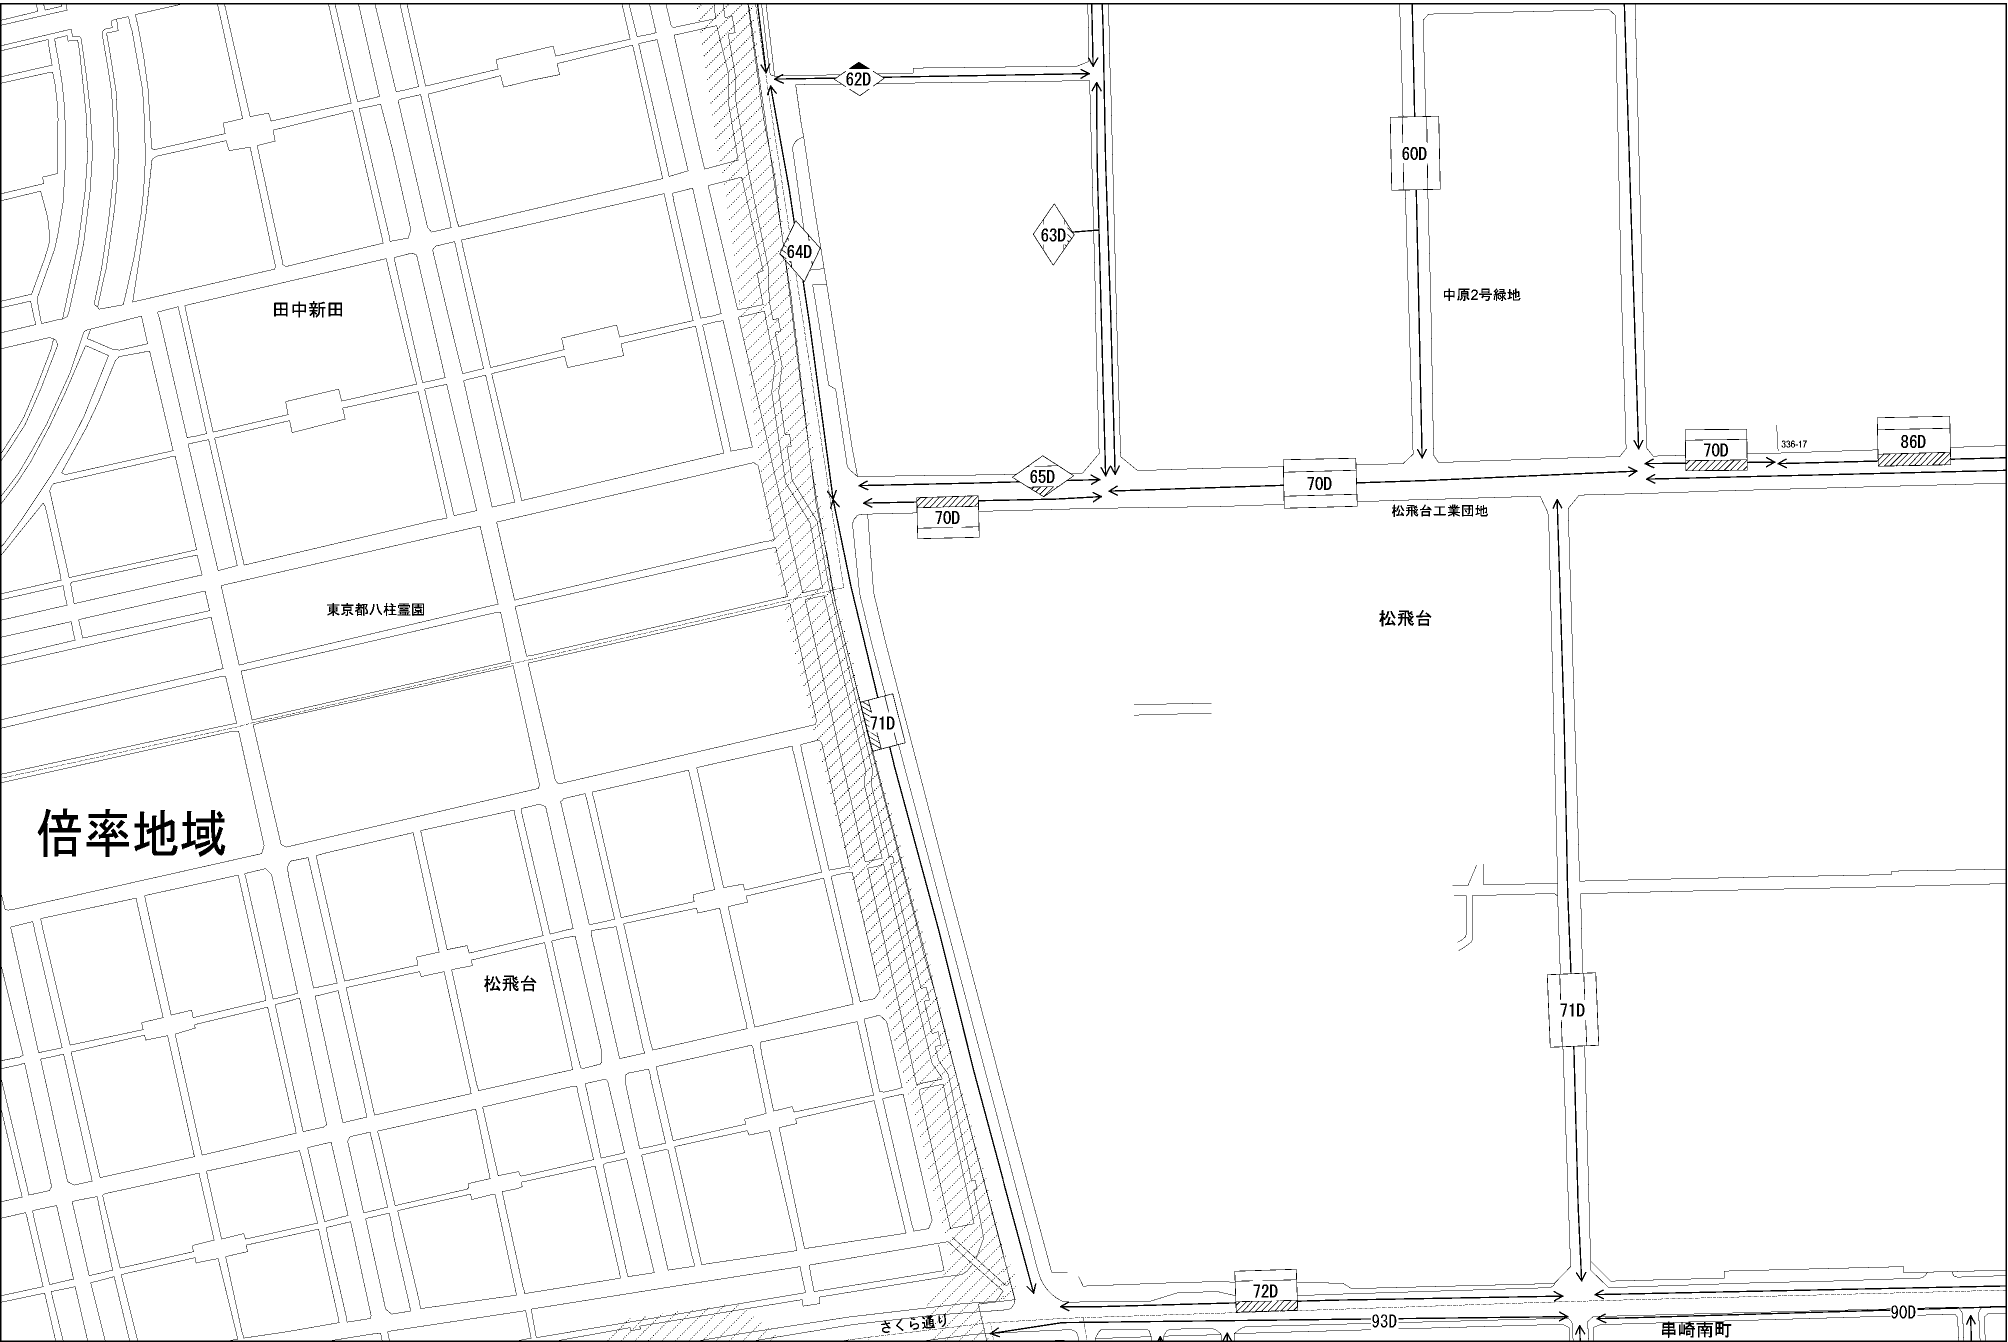 62D
60D
63D
64D
中原2号緑地
田中新田
336-17
86D
70D
65D
70D
70D
松飛台工業団地
東京都八柱霊園
松飛台
71D
倍率地域
松飛台
71D
72D
90D
93D
さくら通り
串崎南町